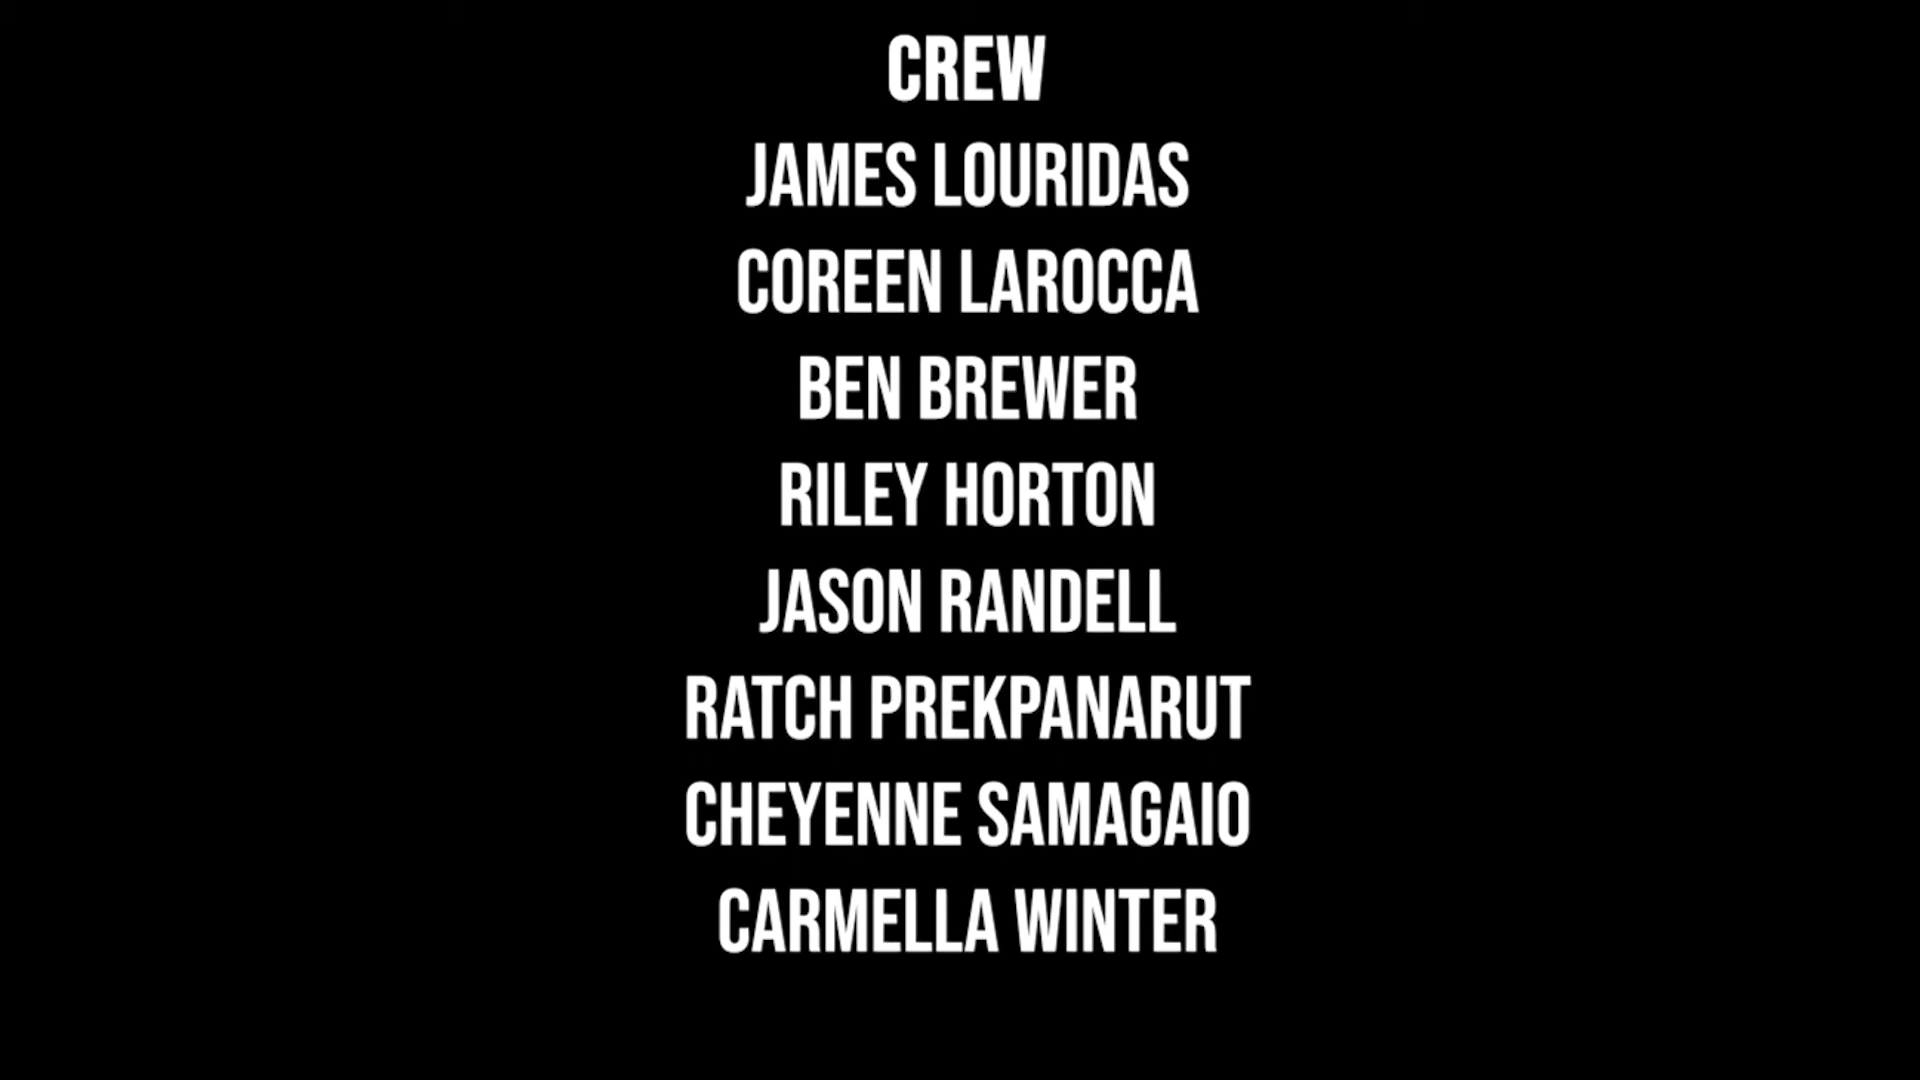 CREW
JAMES LOURIDAS
COREEN LAROCCA
BEN BREWER
RILEY HORTON
JASON RANDELL
RATCH PREKPANARUT
CHEYENNE SAMAGAIO
CARMELLA WINTER